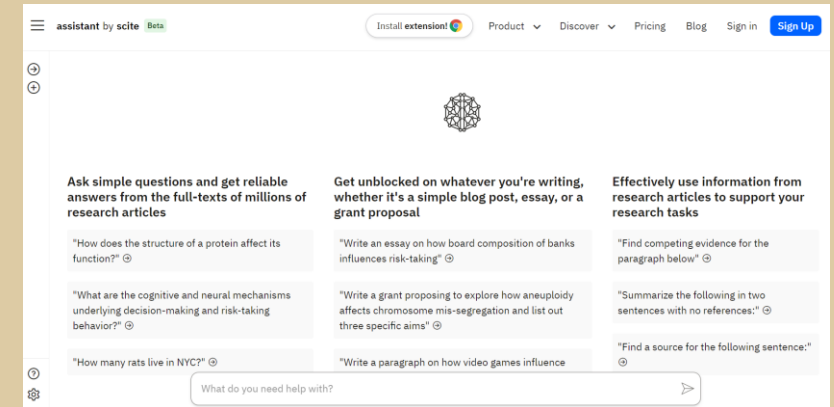 assistant by scite Beta
Install extension! Product Discover Pricing Blog Sign in Sign Up
Ask simple questions and get reliable
answers from the full-texts of millions of
research articles
"How does the structure of a protein affect its
function?"
"What are the cognitive and neural mechanisms
underlying decision-making and risk-taking
behavior?"
"How many rats live in NYC?"
Get unblocked on whatever you're writing,
whether it's a simple blog post, essay, or a
grant proposal
"Write an essay on how board composition of banks
influences risk-taking"
"Write a grant proposing to explore how aneuploidy
affects chromosome mis-segregation and list out
three specific aims"
"Write a paragraph on how video games influence
Effectively use information from
research articles to support your
research tasks
"Find competing evidence for the
paragraph below"
"Summarize the following in two
sentences with no references:"
"Find a source for the following sentence:"
What do you need help with?